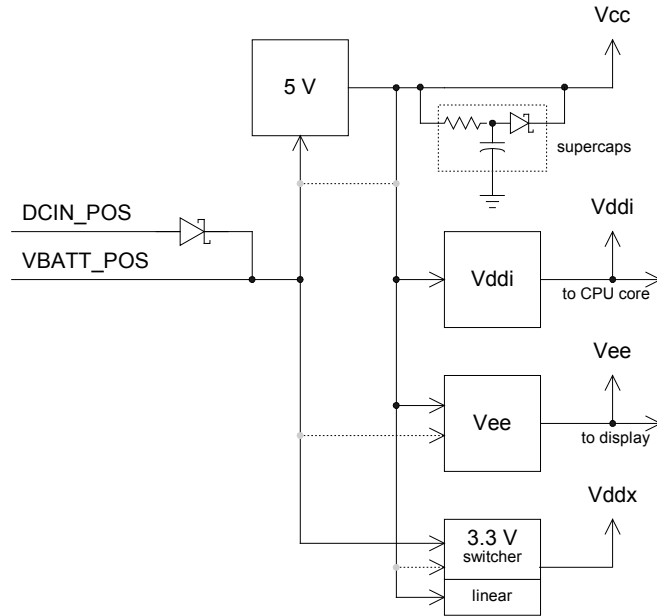 Vcc
5 V
supercaps
DCIN_POS
VBATT_POS
Vddi
Vddi
to CPU core
Vee
Vee
to display
Vddx
3.3 V
switcher
linear